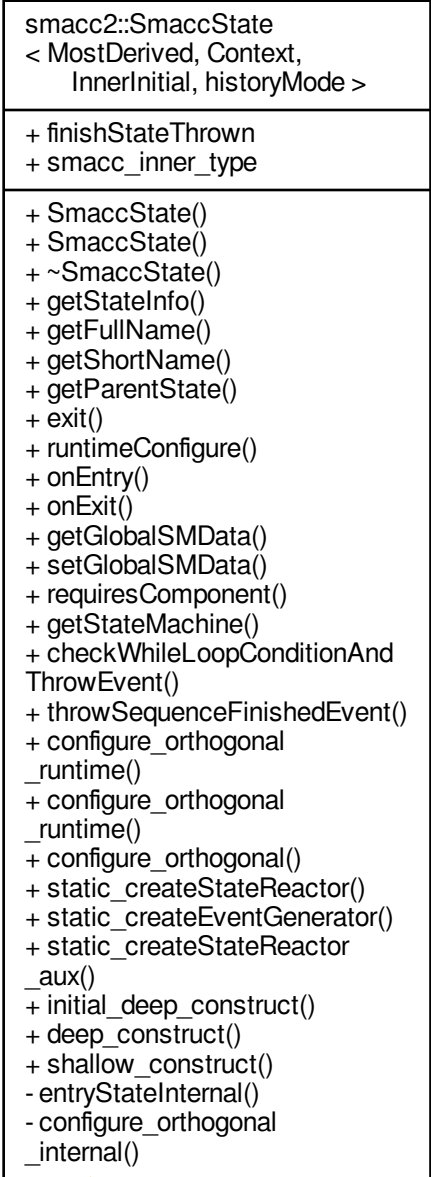 smacc2::SmaccState
< MostDerived, Context,
InnerInitial, historyMode >
+ finishStateThrown
+ smacc_inner_type
+ SmaccState()
+ SmaccState()
+ ~SmaccState()
+ getStateInfo()
+ getFullName()
+ getShortName()
+ getParentState()
+ exit()
+ runtimeConfigure()
+ onEntry()
+ onExit()
+ getGlobalSMData()
+ setGlobalSMData()
+ requiresComponent()
+ getStateMachine()
+ checkWhileLoopConditionAnd
ThrowEvent()
+ throwSequenceFinishedEvent()
+ configure_orthogonal
_runtime()
+ configure_orthogonal
_runtime()
+ configure_orthogonal()
+ static_createStateReactor()
+ static_createEventGenerator()
+ static_createStateReactor
_aux()
+ initial_deep_construct()
+ deep_construct()
+ shallow_construct()
- entryStateInternal()
- configure_orthogonal
_internal()